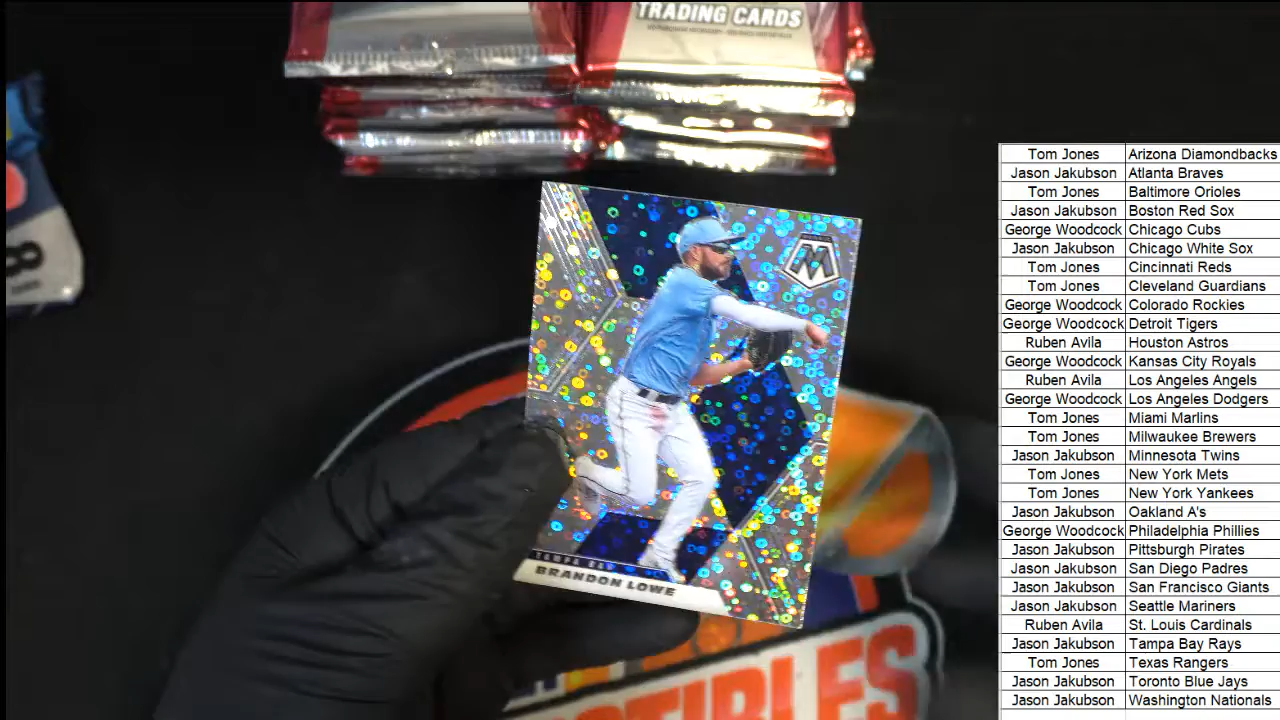 TRADING CARDS
MOSAIC
M
TAMPA BAY
BRANDON LOWE
8
TIBLES
Tom Jones Arizona Diamondbacks
Jason Jakubson Atlanta Braves
Tom Jones Baltimore Orioles
Jason Jakubson Boston Red Sox
George Woodcock Chicago Cubs
Jason Jakubson Chicago White Sox
Tom Jones Cincinnati Reds
Tom Jones Cleveland Guardians
George Woodcock Colorado Rockies
George Woodcock Detroit Tigers
Ruben Avila Houston Astros
George Woodcock Kansas City Royals
Ruben Avila Los Angeles Angels
George Woodcock Los Angeles Dodgers
Tom Jones Miami Marlins
Tom Jones Milwaukee Brewers
Jason Jakubson Minnesota Twins
Tom Jones New York Mets
Tom Jones New York Yankees
Jason Jakubson Oakland A's
George Woodcock Philadelphia Phillies
Jason Jakubson Pittsburgh Pirates
Jason Jakubson San Diego Padres
Jason Jakubson San Francisco Giants
Jason Jakubson Seattle Mariners
Ruben Avila St. Louis Cardinals
Jason Jakubson Tampa Bay Rays
Tom Jones Texas Rangers
Jason Jakubson Toronto Blue Jays
Jason Jakubson Washington Nationals